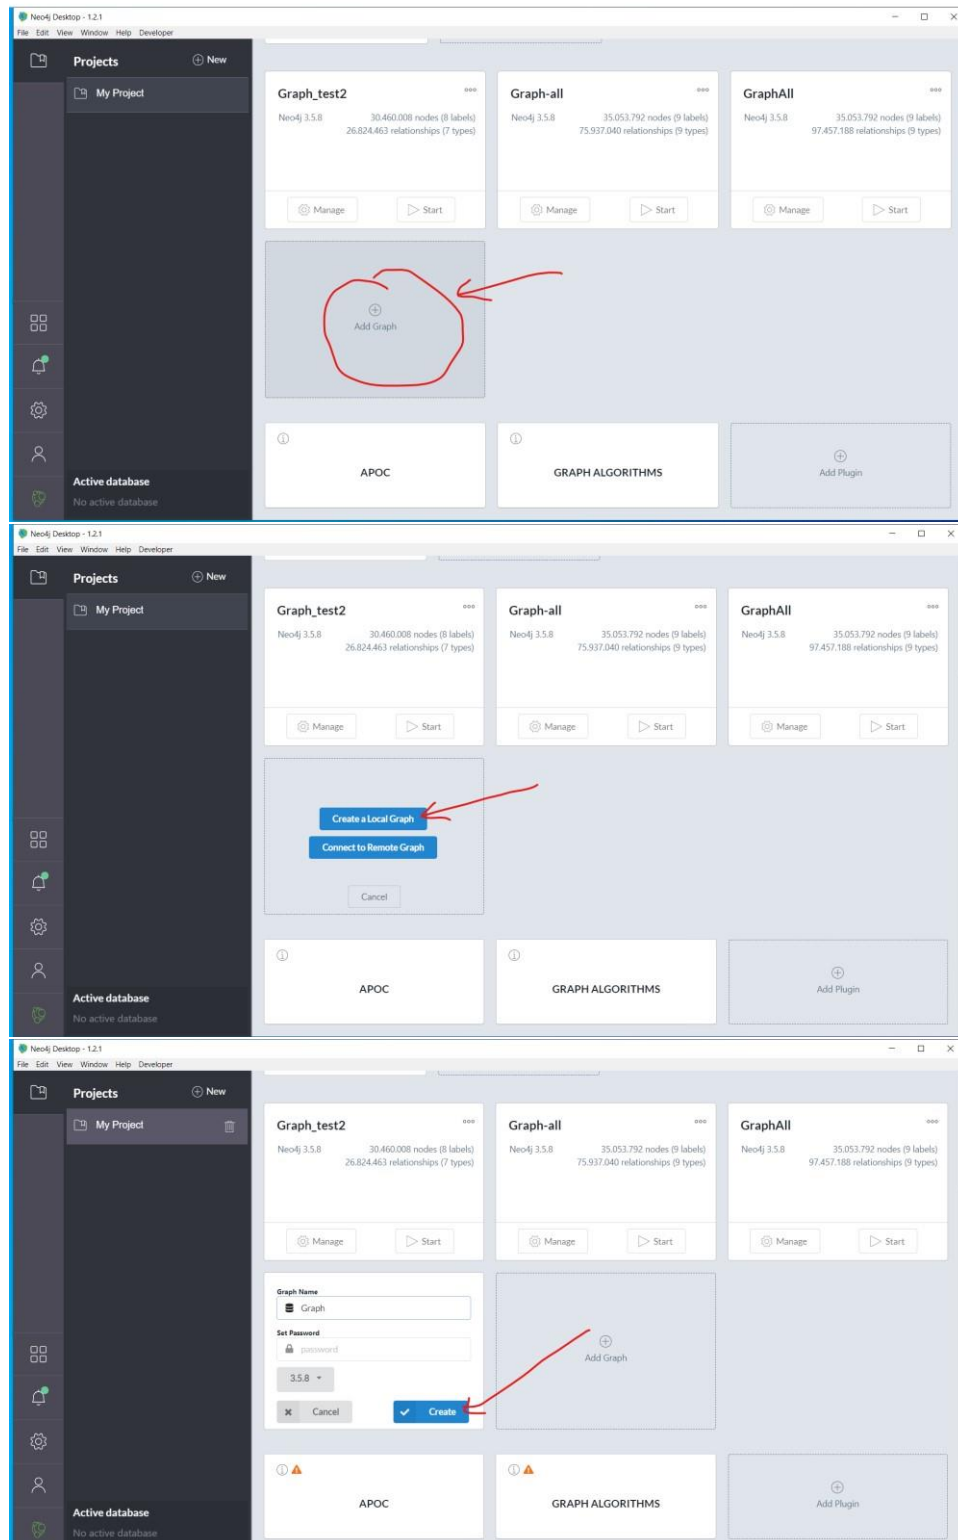 Neo4j Desktop - 1.2.1
File Edit View Window Help Developer
Projects
New
My Project
Graph_test2
Neo4j 3.5.8
30.460.008 nodes (8 labels)
26.824.463 relationships (7 types)
Manage
Start
Graph-all
Neo4j 3.5.8
35.053.792 nodes (9 labels)
75.937.040 relationships (9 types)
Manage
Start
GraphAll
Neo4j 3.5.8
35.053.792 nodes (9 labels)
97.457.188 relationships (9 types)
Manage
Start
Add Graph
APOC
GRAPH ALGORITHMS
Add Plugin
Active database
No active database
Neo4j Desktop - 1.2.1
File Edit View Window Help Developer
Projects
New
My Project
Graph_test2
Neo4j 3.5.8
30.460.008 nodes (8 labels)
26.824.463 relationships (7 types)
Manage
Start
Graph-all
Neo4j 3.5.8
35.053.792 nodes (9 labels)
75.937.040 relationships (9 types)
Manage
Start
GraphAll
Neo4j 3.5.8
35.053.792 nodes (9 labels)
97.457.188 relationships (9 types)
Manage
Start
Create a Local Graph
Connect to Remote Graph
Cancel
APOC
GRAPH ALGORITHMS
Add Plugin
Active database
No active database
Neo4j Desktop - 1.2.1
File Edit View Window Help Developer
Projects
New
My Project
Graph_test2
Neo4j 3.5.8
30.460.008 nodes (8 labels)
26.824.463 relationships (7 types)
Manage
Start
Graph-all
Neo4j 3.5.8
35.053.792 nodes (9 labels)
75.937.040 relationships (9 types)
Manage
Start
GraphAll
Neo4j 3.5.8
35.053.792 nodes (9 labels)
97.457.188 relationships (9 types)
Manage
Start
Graph Name
Graph
Set Password
password
3.5.8
Cancel
Create
Add Graph
APOC
GRAPH ALGORITHMS
Add Plugin
Active database
No active database